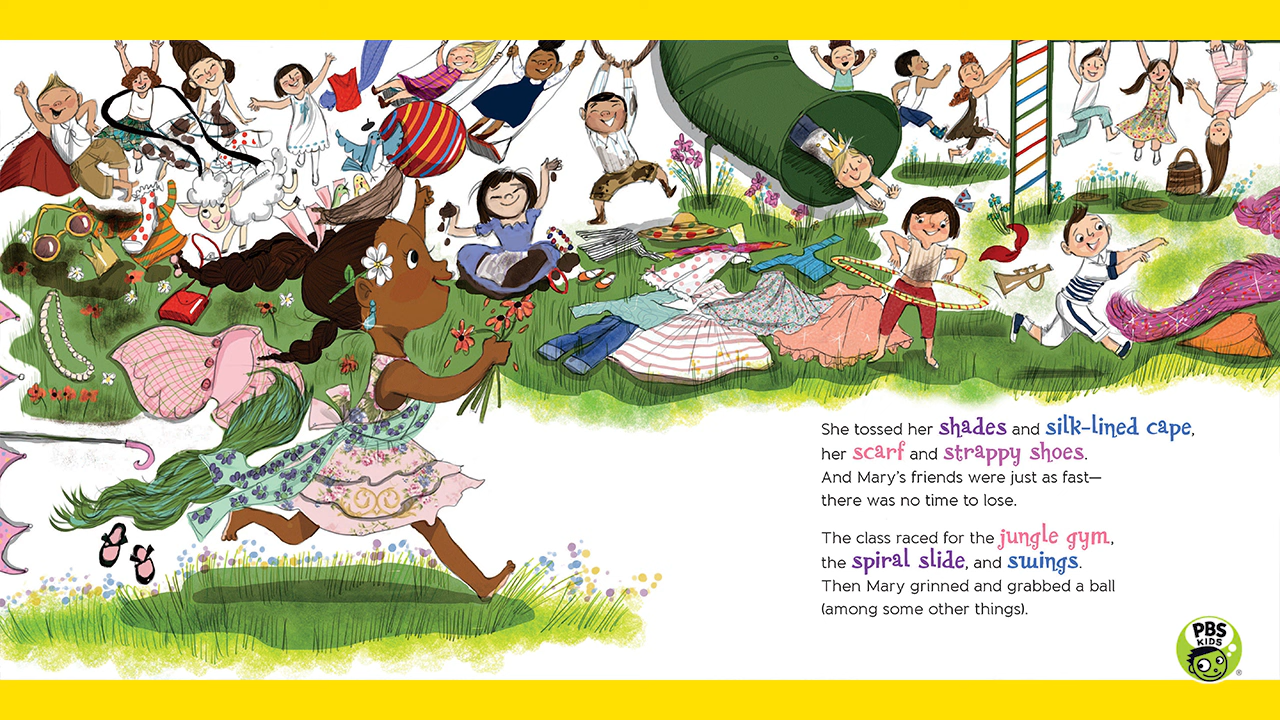 She tossed her shades and silk-lined cape,
her scarf and strappy shoes.
And Mary's friends were just as fast—
there was no time to lose.
The class raced for the jungle gym,
the spiral slide, and swings.
Then Mary grinned and grabbed a ball
(among some other things).
PBS
KIDS
®